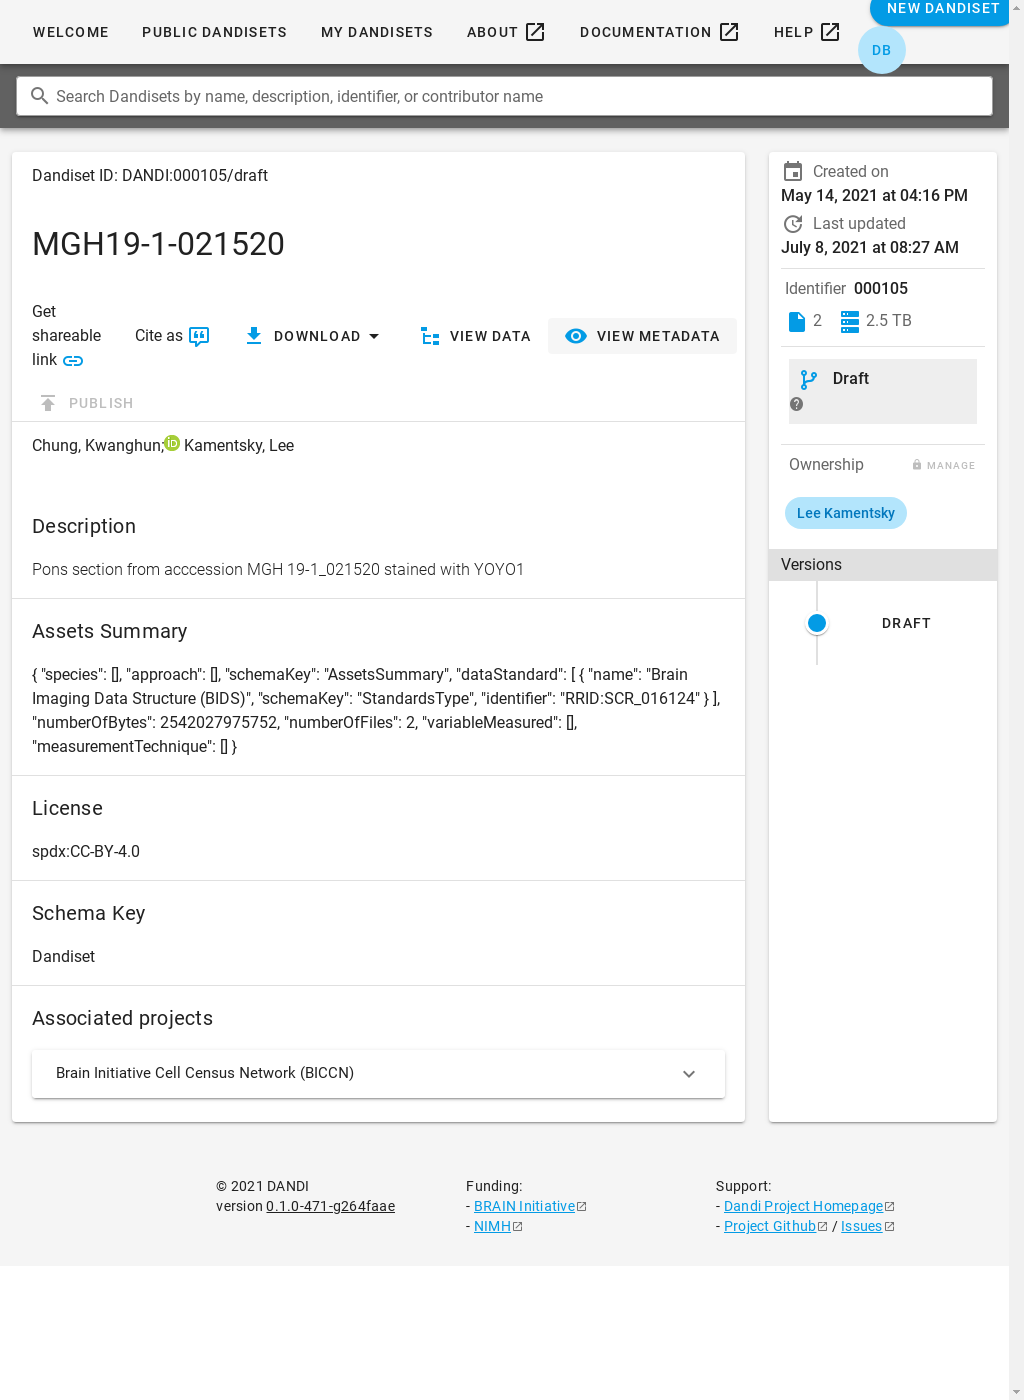 WELCOME PUBLIC DANDISETS MY DANDISETS ABOUT DOCUMENTATION HELP NEW DANDISET
DB
Search Dandisets by name, description, identifier, or contributor name
Dandiset ID: DANDI:000105/draft
MGH19-1-021520
Get
shareable
link
Cite as DOWNLOAD VIEW DATA VIEW METADATA
PUBLISH
Chung, Kwanghun; Kamentsky, Lee
Description
Pons section from acccession MGH 19-1_021520 stained with YOYO1
Assets Summary
{ "species": [], "approach": [], "schemaKey": "AssetsSummary", "dataStandard": [ { "name": "Brain
Imaging Data Structure (BIDS)", "schemaKey": "StandardsType", "identifier": "RRID:SCR_016124" } ],
"numberOfBytes": 2542027975752, "numberOfFiles": 2, "variableMeasured": [],
"measurementTechnique": [] }
License
spdx:CC-BY-4.0
Schema Key
Dandiset
Associated projects
Brain Initiative Cell Census Network (BICCN)
Created on
May 14, 2021 at 04:16 PM
Last updated
July 8, 2021 at 08:27 AM
Identifier 000105
2 2.5 TB
Draft
Ownership MANAGE
Lee Kamentsky
Versions
DRAFT
© 2021 DANDI
version 0.1.0-471-g264faae
Funding:
- BRAIN Initiative
- NIMH
Support:
- Dandi Project Homepage
- Project Github / Issues